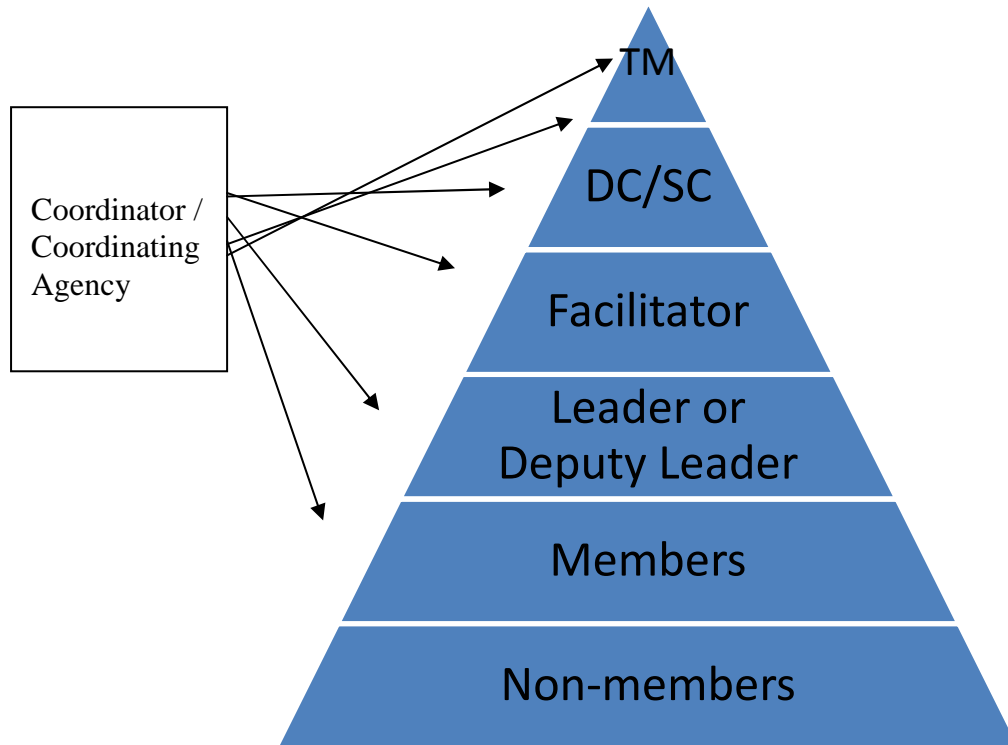 Coordinator /
Coordinating
Agency
TM
DC/SC
Facilitator
Leader or
Deputy Leader
Members
Non-members